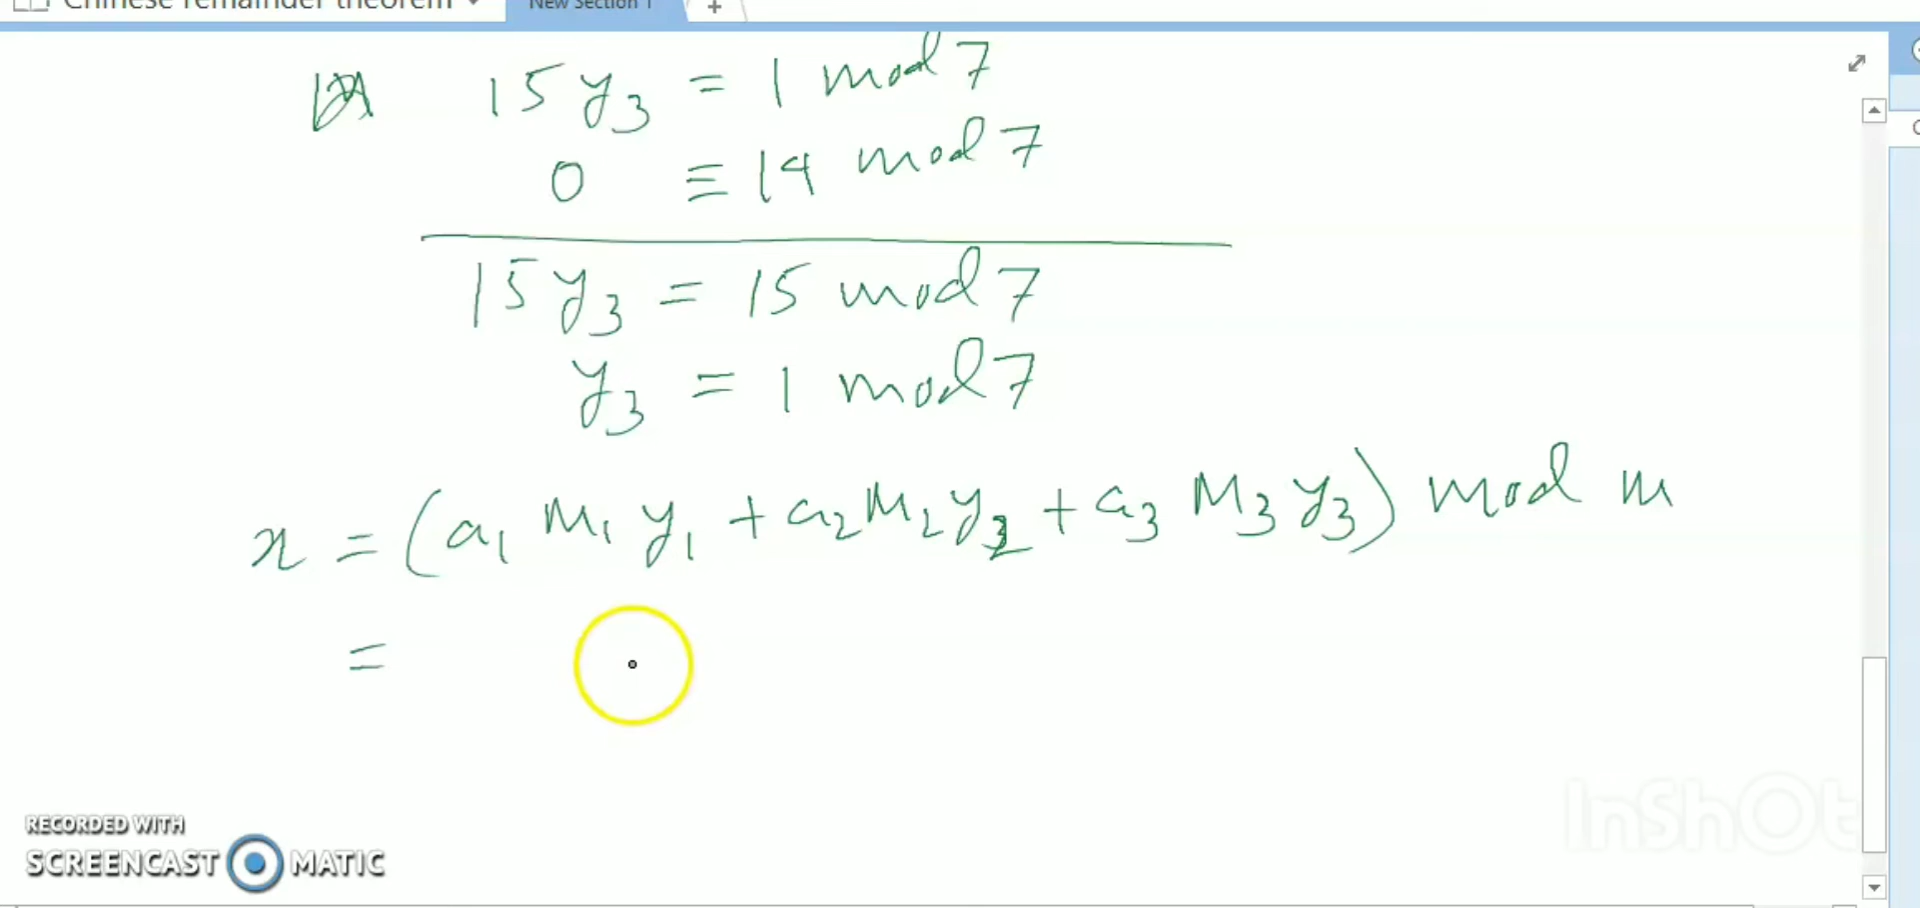 Chinese remainder theorem
New Section 1 +
15 y₃ = 1 mod 7
0 ≡ 14 mod 7
15 y₃ = 15 mod 7
y₃ = 1 mod 7
x = (a₁ M₁ y₁ + a₂ M₂ y₂ + a₃ M₃ y₃) mod m
=
InShOt
RECORDED WITH
SCREENCAST MATIC